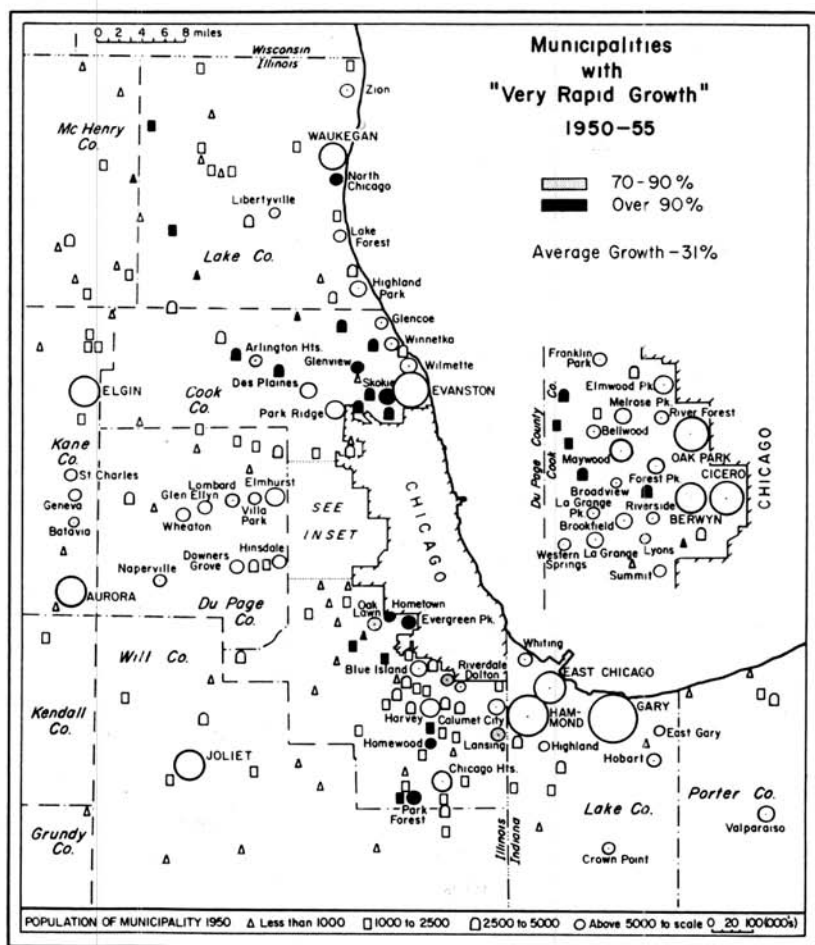 0 2 4 6 8 miles
Wisconsin
Illinois
Municipalities
with
"Very Rapid Growth"
1950-55
70-90%
Over 90%
Average Growth-31%
Mc Henry
Co.
Zion
WAUKEGAN
North
Chicago
Libertyville
Lake
Forest
Lake Co.
Highland
Park
Glencoe
Winnetka
Arlington Hts.
Glenview
Wilmette
Des Plaines
Skokie
EVANSTON
ELGIN
Cook
Co.
Park Ridge
Kane
Co.
St Charles
Geneva
Batavia
Lombard
Elmhurst
Glen Ellyn
Villa
Park
Wheaton
SEE
INSET
CHICAGO
Downers
Grove
Hinsdale
Naperville
AURORA
Du Page
Co.
Franklin
Park
Elmwood Pk.
Melrose Pk.
River Forest
Bellwood
Du Page County
Cook Co.
Maywood
OAK PARK
CICERO
CHICAGO
Forest Pk.
Broadview
La Grange
Pk.
Riverside
BERWYN
Brookfield
Western
Springs
La Grange
Lyons
Summit
Oak
Lawn
Hometown
Evergreen Pk.
Will Co.
Whiting
Blue Island
Riverdale
Dolton
EAST CHICAGO
Kendall
Co.
Harvey
Calumet City
HAM-
MOND
GARY
Homewood
Lansing
Highland
East Gary
Hobart
JOLIET
Chicago Hts.
Park
Forest
Illinois
Indiana
Lake Co.
Porter Co.
Valparaiso
Grundy
Co.
Crown Point
POPULATION OF MUNICIPALITY 1950 Less than 1000 1000 to 2500 2500 to 5000 Above 5000 to scale 0 20 100(000's)